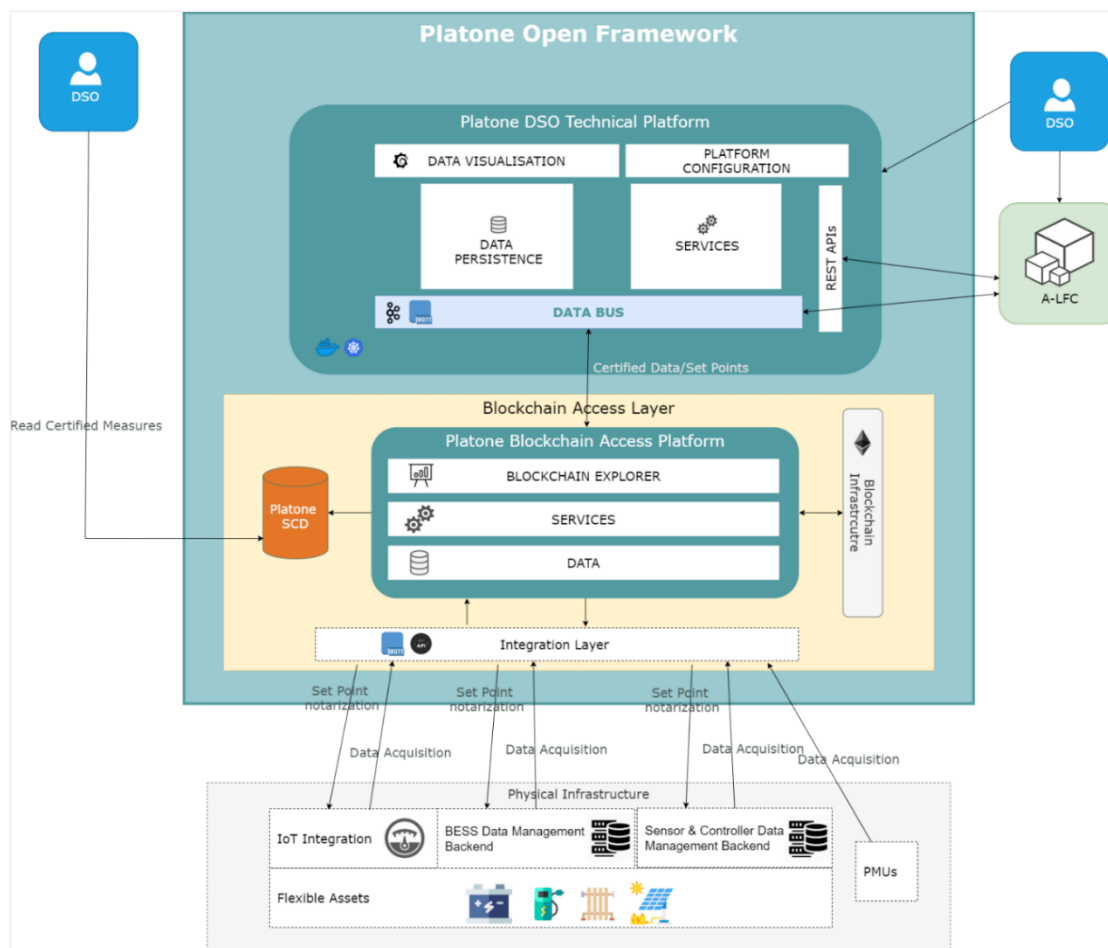 Platone Open Framework
DSO
DSO
Platone DSO Technical Platform
DATA VISUALISATION
PLATFORM
CONFIGURATION
DATA
PERSISTENCE
SERVICES
REST APIs
A-LFC
MQTT
DATA BUS
Certified Data/Set Points
Read Certified Measures
Blockchain Access Layer
Platone Blockchain Access Platform
BLOCKCHAIN EXPLORER
Platone
SCD
SERVICES
DATA
Blockchain
Infrastrcutre
MQTT
API
Integration Layer
Set Point
notarization
Set Point
notarization
Set Point
notarization
Data Acquisition
Data Acquisition
Data Acquisition
Data Acquisition
Physical Infrastructure
IoT Integration
BESS Data Management
Backend
Sensor & Controller Data
Management Backend
PMUs
Flexible Assets